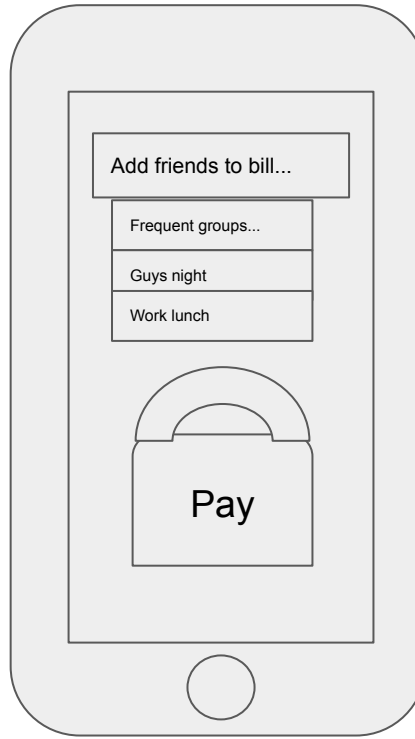 Add friends to bill...
Frequent groups...
Guys night
Work lunch
Pay